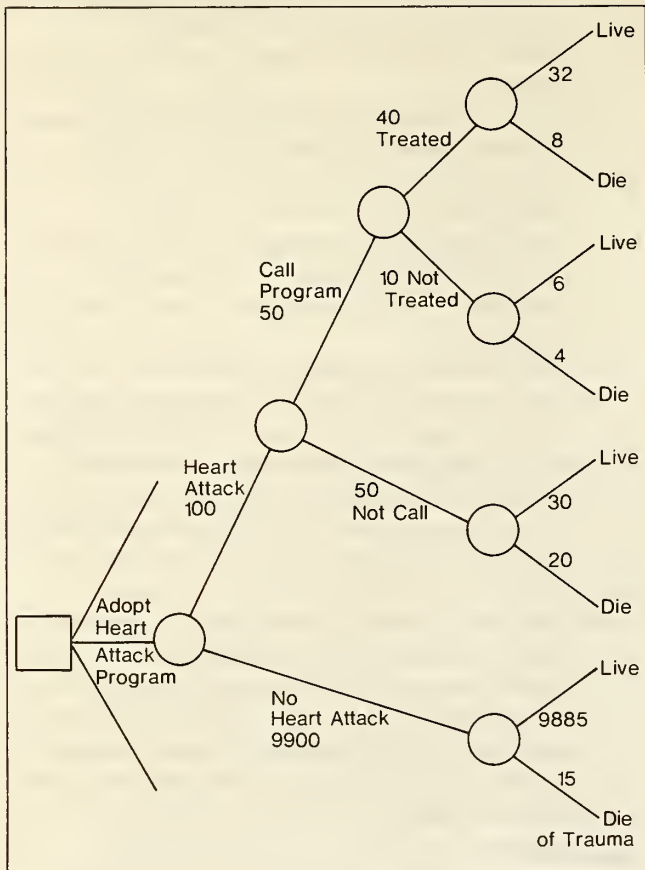 Live
32
40
Treated
8
Die
Call
Program
50
10 Not
Treated
Live
6
4
Die
Heart
Attack
100
50
Not Call
Live
30
20
Die
Adopt
Heart
Attack
Program
No
Heart Attack
9900
Live
9885
15
Die
of Trauma